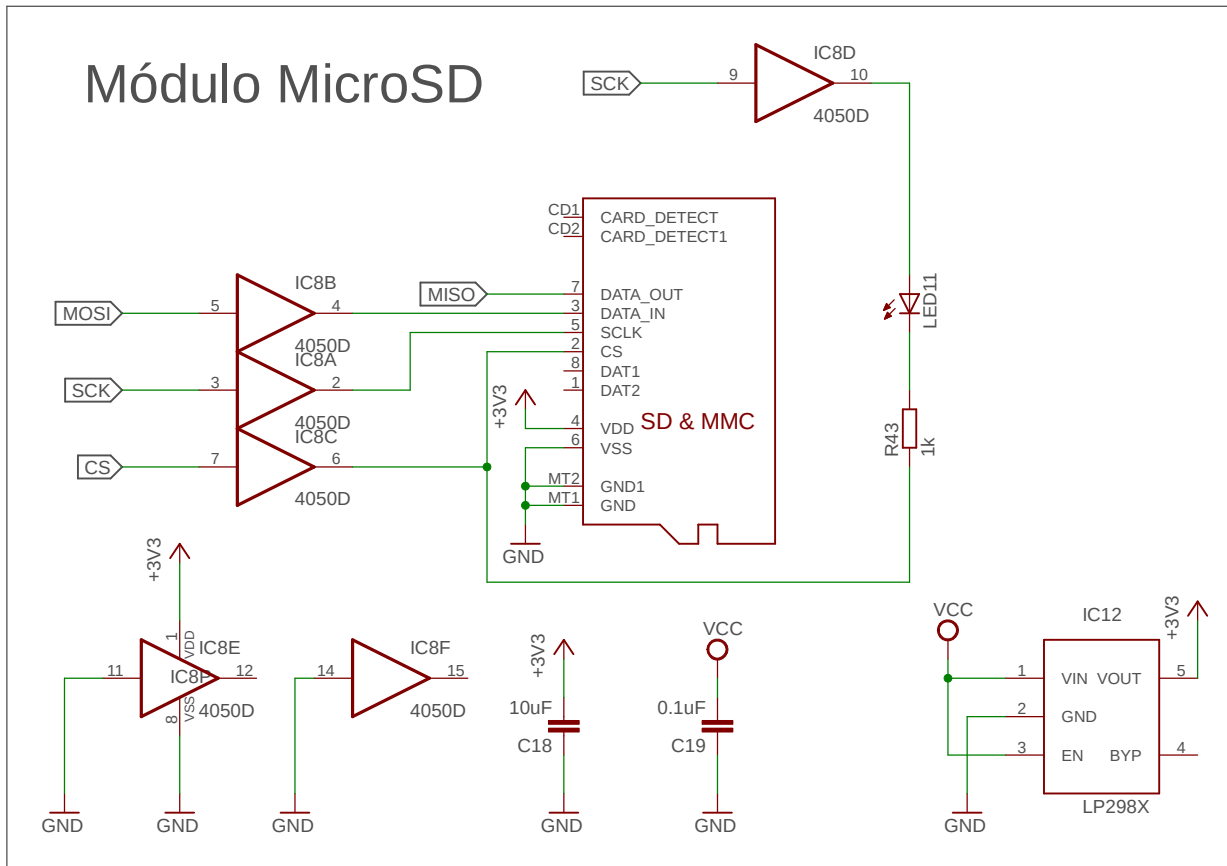 Módulo MicroSD
IC8D
SCK
9
10
4050D
CD1
CARD_DETECT
CD2
CARD_DETECT1
MISO
7
DATA_OUT
3
DATA_IN
5
SCLK
2
CS
8
DAT1
1
DAT2
+3V3
4
VDD
SD & MMC
6
VSS
MT2
GND1
MT1
GND
GND
IC8B
MOSI
5
4
4050D
IC8A
SCK
3
2
4050D
IC8C
CS
7
6
4050D
LED11
R43
1k
+3V3
1
VDD
IC8E
11
IC8P
12
8
VSS
4050D
GND
GND
IC8F
14
15
4050D
GND
+3V3
10uF
C18
GND
VCC
0.1uF
C19
GND
VCC
IC12
+3V3
1
VIN
VOUT
5
2
GND
3
EN
BYP
4
GND
LP298X